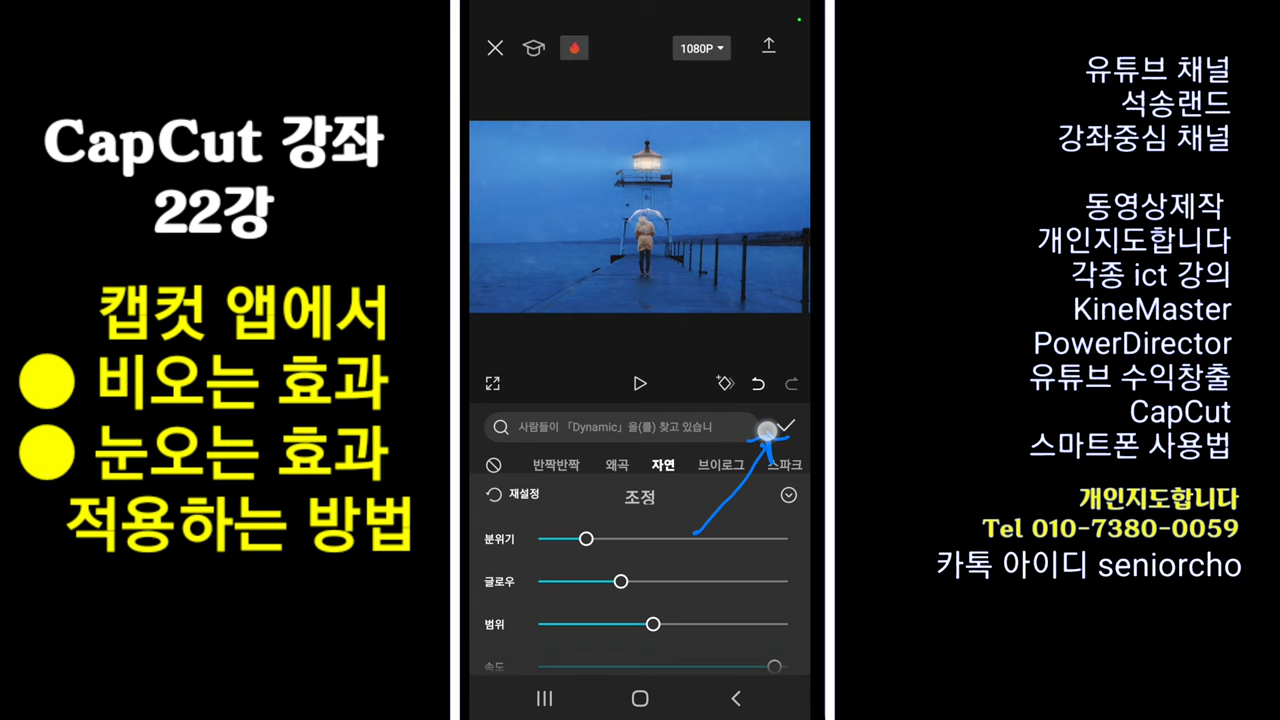 CapCut 강좌
22강
캡컷 앱에서
● 비오는 효과
● 눈오는 효과
적용하는 방법
1080P
사람들이 「Dynamic」을(를) 찾고 있습니
반짝반짝 왜곡 자연 브이로그 스파크
재설정 조정
분위기
글로우
범위
속도
유튜브 채널
석송랜드
강좌중심 채널
동영상제작
개인지도합니다
각종 ict 강의
KineMaster
PowerDirector
유튜브 수익창출
CapCut
스마트폰 사용법
개인지도합니다
Tel 010-7380-0059
카톡 아이디 seniorcho